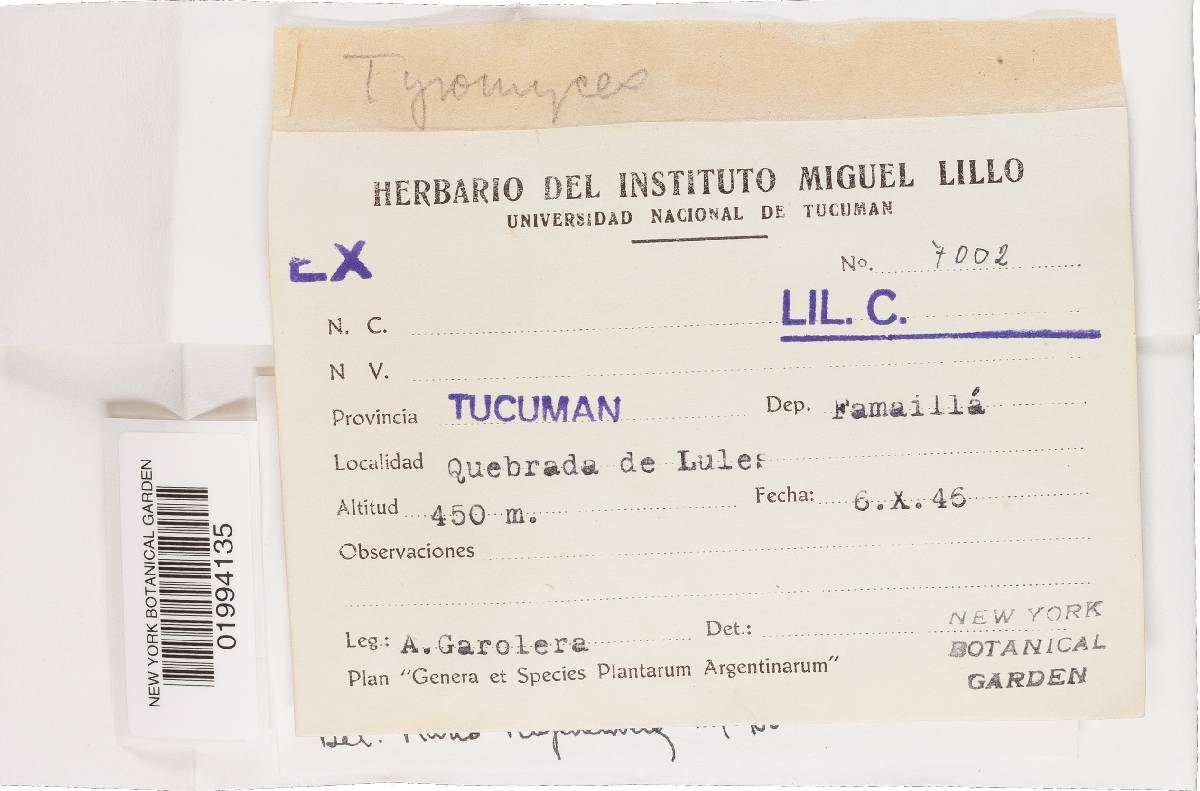 Tyromyces
HERBARIO DEL INSTITUTO MIGUEL LILLO
UNIVERSIDAD NACIONAL DE TUCUMAN
EX
No. 7002
N. C.
LIL. C.
N V.
Provincia TUCUMAN Dep. Famaillá
Localidad Quebrada de Lules
Altitud 450 m. Fecha: 6.X.46
Observaciones
Leg.: A.Garolera Det.:
Plan "Genera et Species Plantarum Argentinarum"
NEW YORK
BOTANICAL
GARDEN
NEW YORK BOTANICAL GARDEN
01994135